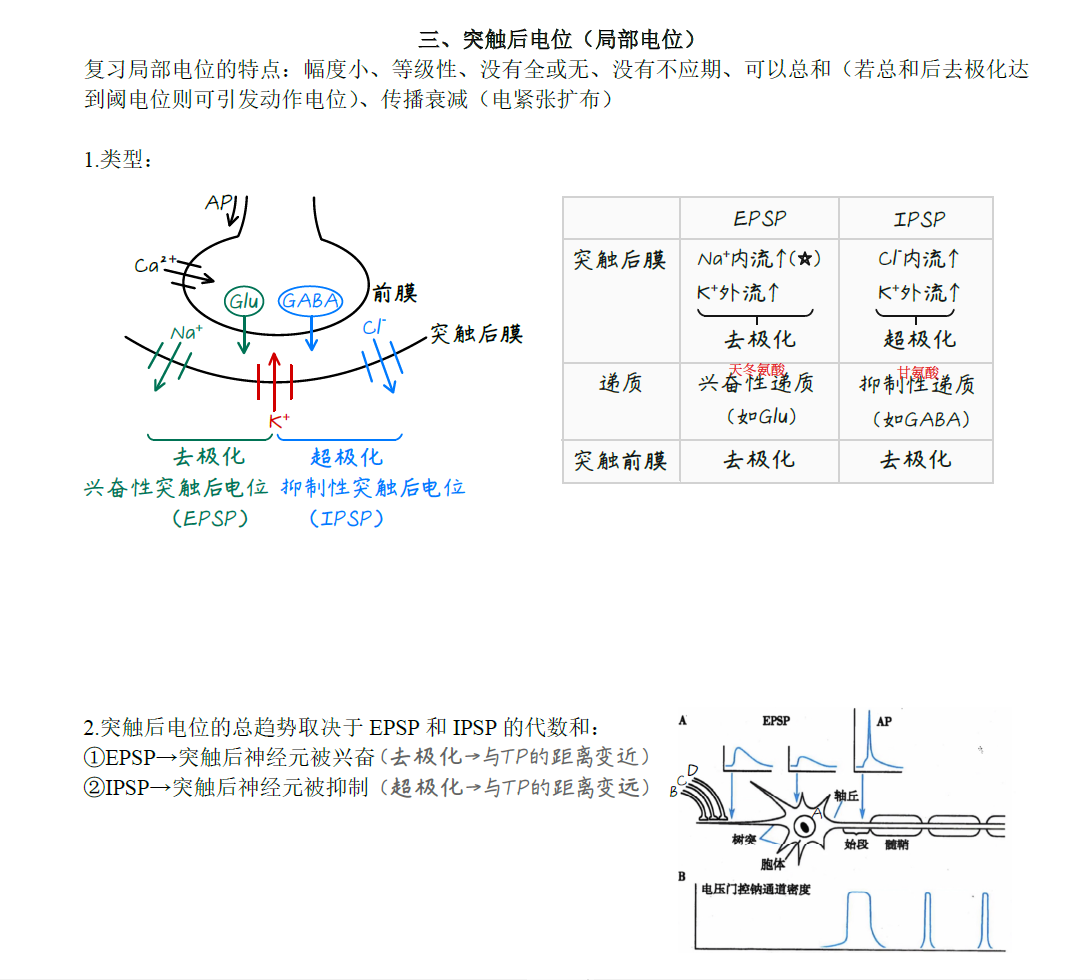 三、突触后电位（局部电位）
复习局部电位的特点：幅度小、等级性、没有全或无、没有不应期、可以总和（若总和后去极化达
到阈电位则可引发动作电位）、传播衰减（电紧张扩布）
1.类型：
AP
Ca²⁺
Glu
GABA
前膜
Na⁺
Cl⁻
突触后膜
K⁺
去极化
超极化
兴奋性突触后电位
抑制性突触后电位
（EPSP）
（IPSP）
EPSP
IPSP
突触后膜
Na⁺内流↑(★)
K⁺外流↑
去极化
Cl⁻内流↑
K⁺外流↑
超极化
递质
天冬氨酸
兴奋性递质
（如Glu）
甘氨酸
抑制性递质
（如GABA）
突触前膜
去极化
去极化
2.突触后电位的总趋势取决于 EPSP 和 IPSP 的代数和：
①EPSP→突触后神经元被兴奋（去极化→与TP的距离变近）
②IPSP→突触后神经元被抑制（超极化→与TP的距离变远）
A
EPSP
AP
D
C
B
A
轴丘
树突
胞体
始段
髓鞘
B
电压门控钠通道密度